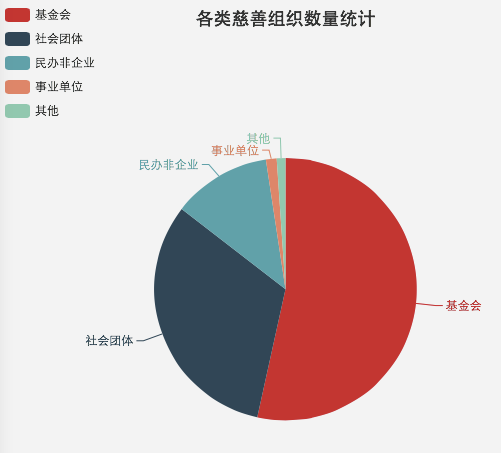 各类慈善组织数量统计
基金会
社会团体
民办非企业
事业单位
其他
其他
事业单位
民办非企业
基金会
社会团体